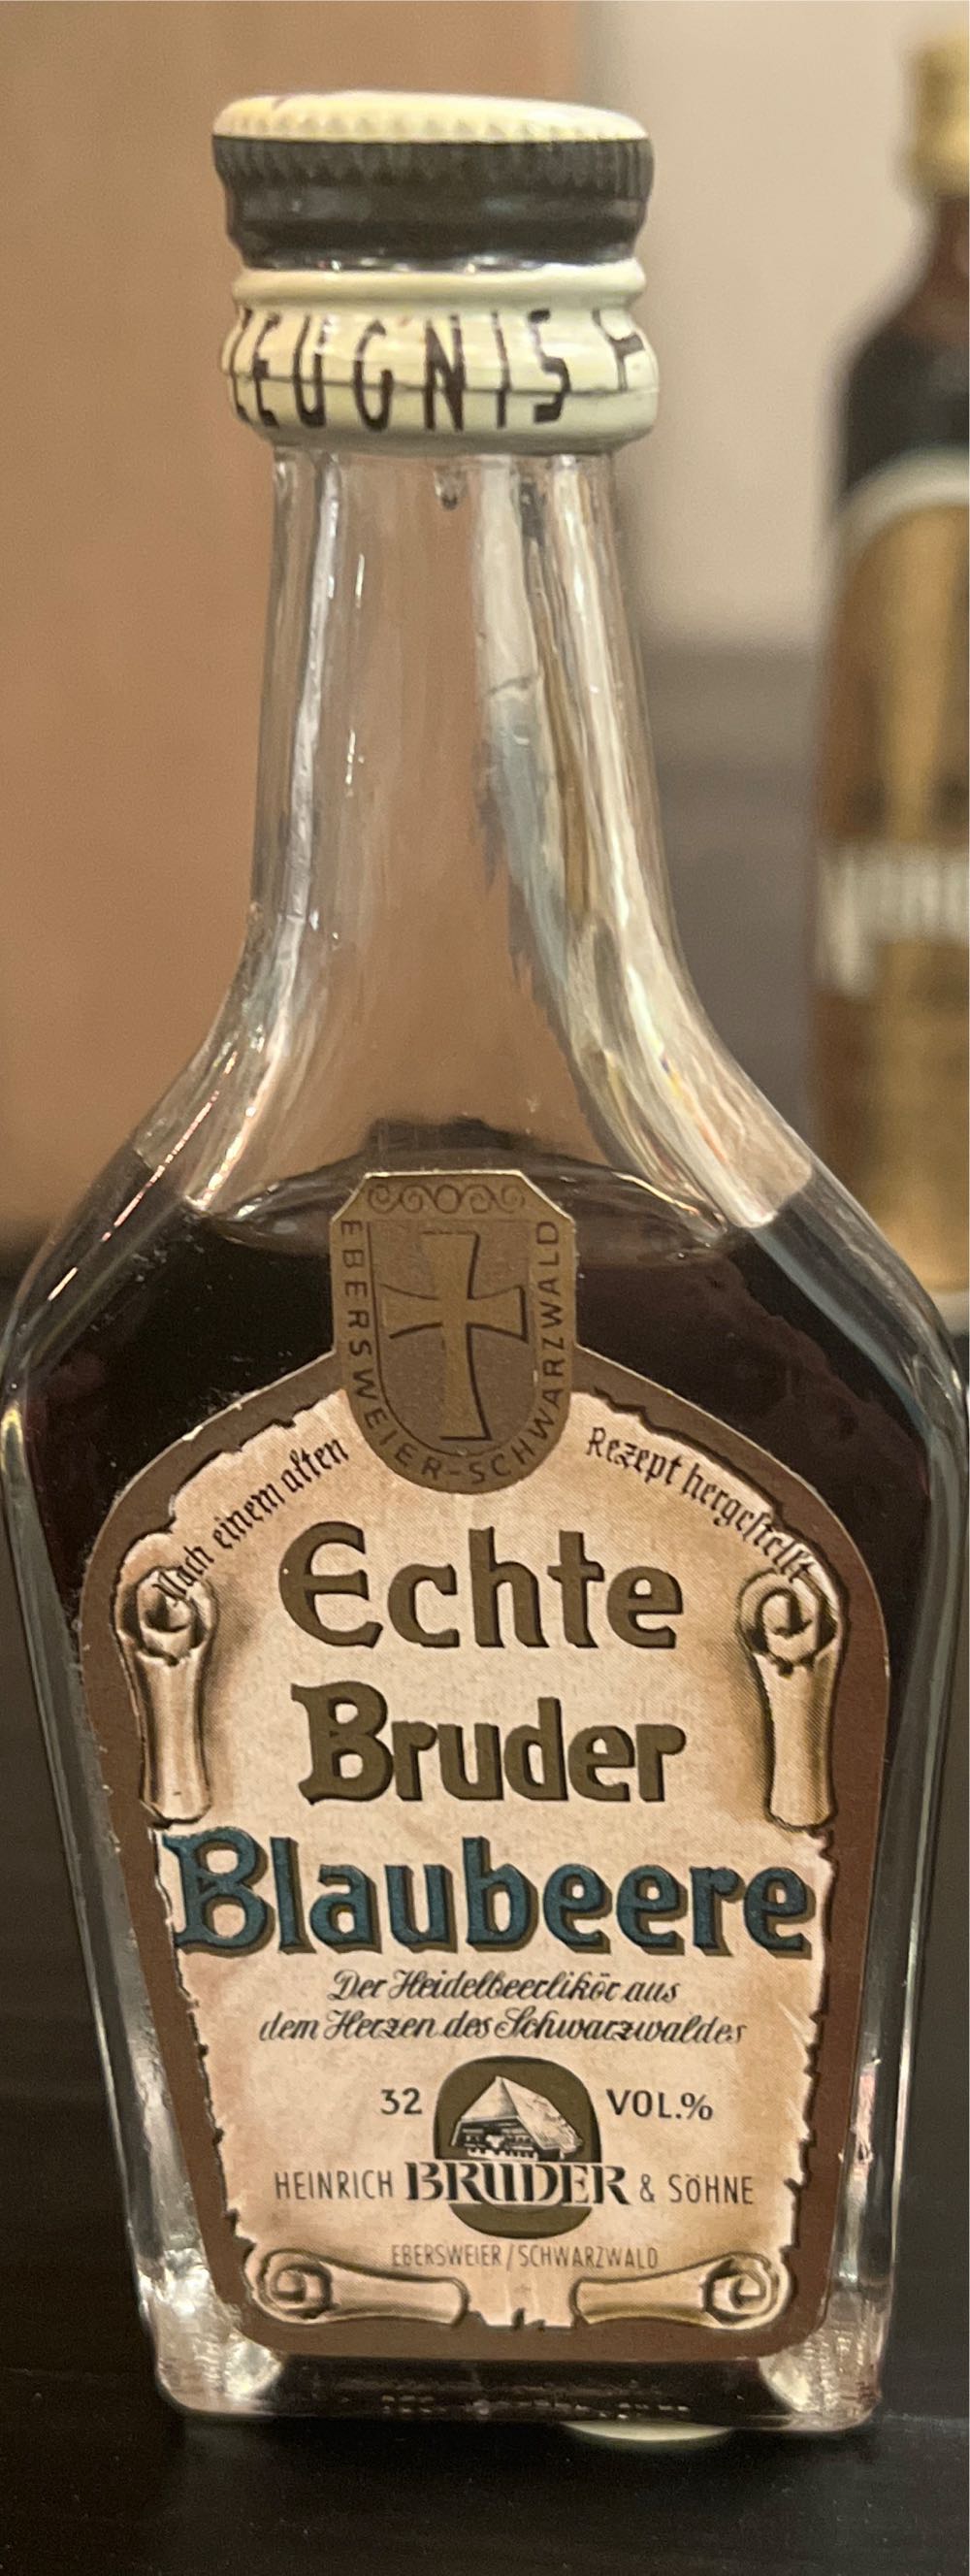 ZEUGNIS
EBERSWEIER-SCHWARZWALD
Nach einem alten Rezept hergestellt
Echte
Bruder
Blaubeere
Der Heidelbeerlikör aus
dem Herzen des Schwarzwaldes
32 VOL.%
HEINRICH BRUDER & SÖHNE
EBERSWEIER/SCHWARZWALD